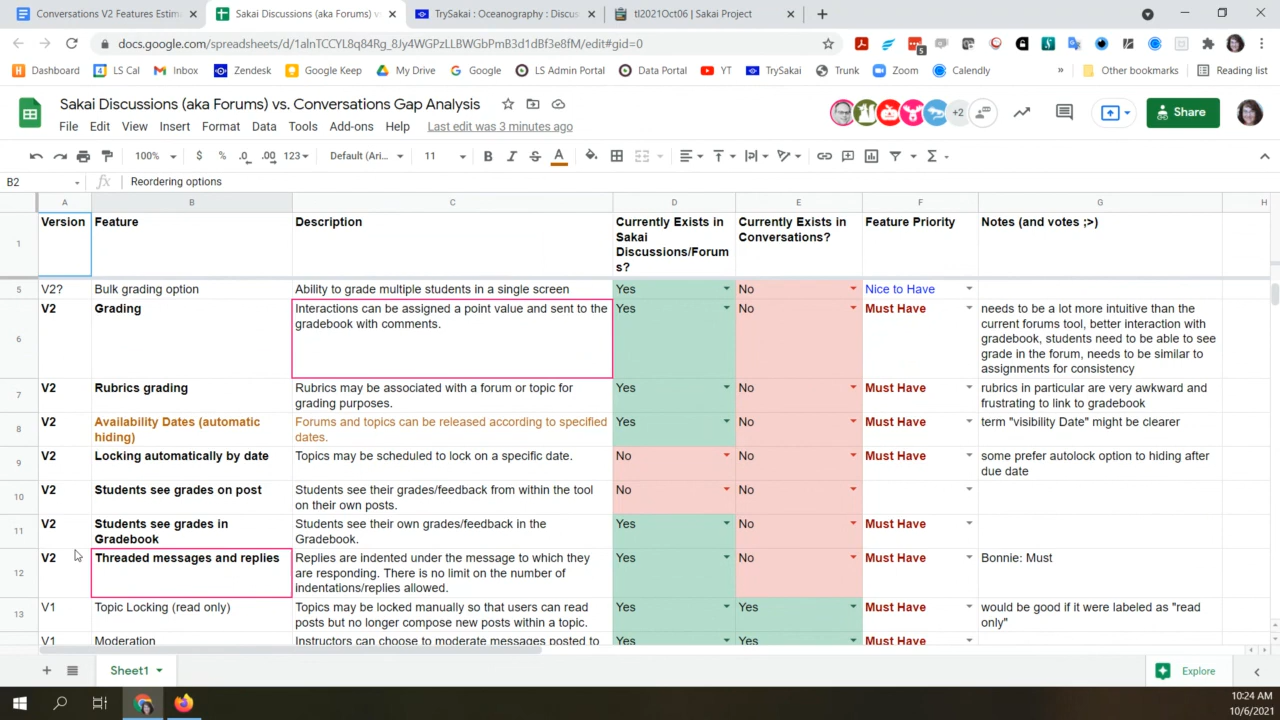 Conversations V2 Features Estim
Sakai Discussions (aka Forums) v
TrySakai : Oceanography : Discus
tl2021Oct06 | Sakai Project
docs.google.com/spreadsheets/d/1alnTCCYL8q84Rg_8Jy4WGPzLLBWGbPmB3d1dBf3e8fM/edit#gid=0
5
Dashboard
LS Cal
Inbox
Zendesk
Google Keep
My Drive
Google
LS Admin Portal
Data Portal
YT
TrySakai
Trunk
Zoom
Calendly
»
Other bookmarks
Reading list
Sakai Discussions (aka Forums) vs. Conversations Gap Analysis
+2
Share
File Edit View Insert Format Data Tools Add-ons Help Last edit was 3 minutes ago
100% $ % .0 .00 123 Default (Ari... 11 B I S A Σ
B2 fx Reordering options
A B C D E F G H
1 Version Feature Description Currently Exists in Sakai Discussions/Forums? Currently Exists in Conversations? Feature Priority Notes (and votes ;>)
5 V2? Bulk grading option Ability to grade multiple students in a single screen Yes No Nice to Have
6 V2 Grading Interactions can be assigned a point value and sent to the gradebook with comments. Yes No Must Have needs to be a lot more intuitive than the current forums tool, better interaction with gradebook, students need to be able to see grade in the forum, needs to be similar to assignments for consistency
7 V2 Rubrics grading Rubrics may be associated with a forum or topic for grading purposes. Yes No Must Have rubrics in particular are very awkward and frustrating to link to gradebook
8 V2 Availability Dates (automatic hiding) Forums and topics can be released according to specified dates. Yes No Must Have term "visibility Date" might be clearer
9 V2 Locking automatically by date Topics may be scheduled to lock on a specific date. No No Must Have some prefer autolock option to hiding after due date
10 V2 Students see grades on post Students see their grades/feedback from within the tool on their own posts. No No
11 V2 Students see grades in Gradebook Students see their own grades/feedback in the Gradebook. Yes No Must Have
12 V2 Threaded messages and replies Replies are indented under the message to which they are responding. There is no limit on the number of indentations/replies allowed. Yes No Must Have Bonnie: Must
13 V1 Topic Locking (read only) Topics may be locked manually so that users can read posts but no longer compose new posts within a topic. Yes Yes Must Have would be good if it were labeled as "read only"
V1 Moderation Instructors can choose to moderate messages posted to Yes Yes Must Have
Sheet1
Explore
10:24 AM
10/6/2021